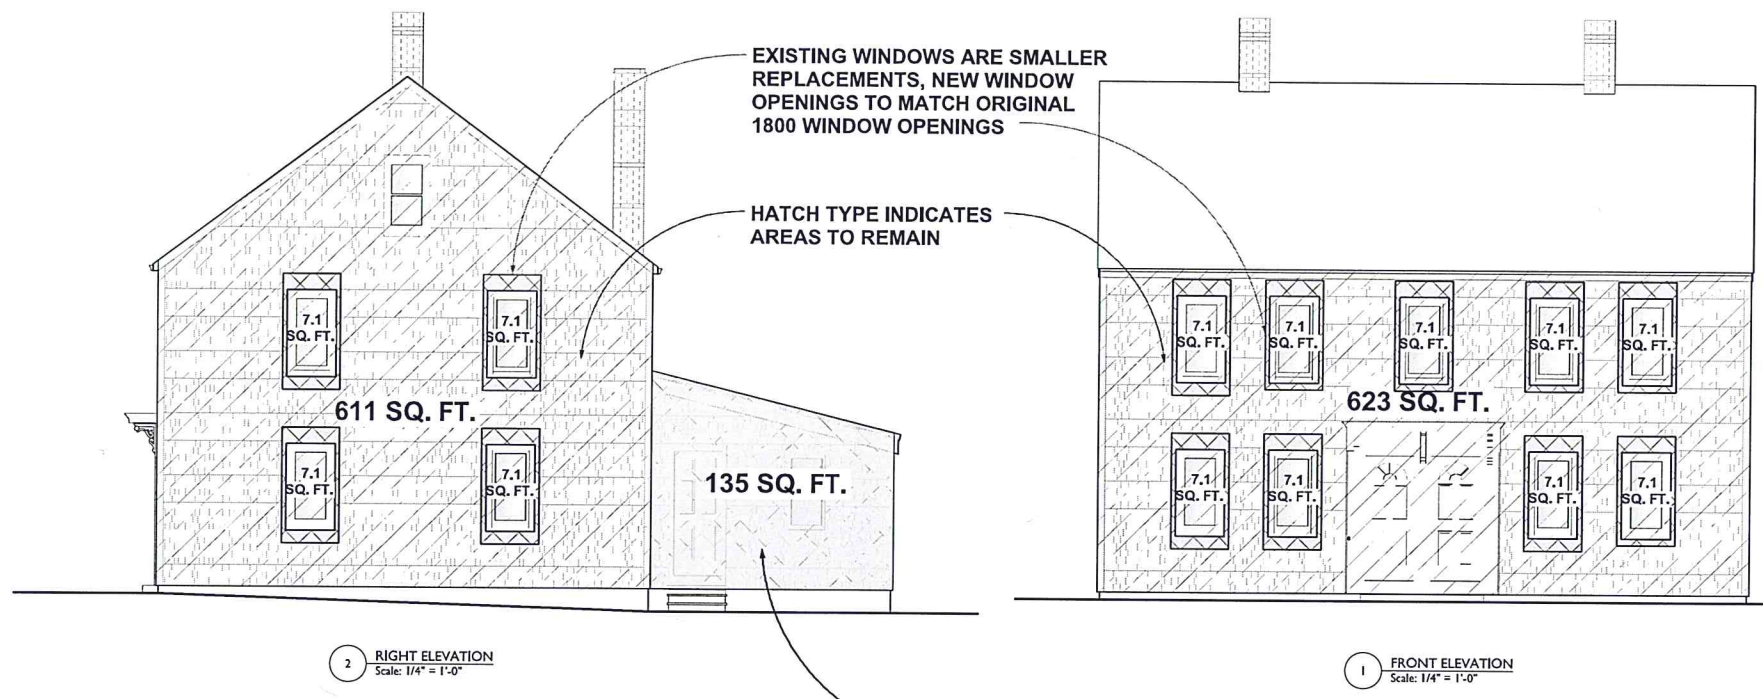 EXISTING WINDOWS ARE SMALLER
REPLACEMENTS, NEW WINDOW
OPENINGS TO MATCH ORIGINAL
1800 WINDOW OPENINGS
HATCH TYPE INDICATES
AREAS TO REMAIN
7.1
SQ. FT.
7.1
SQ. FT.
611 SQ. FT.
7.1
SQ. FT.
7.1
SQ. FT.
135 SQ. FT.
2
RIGHT ELEVATION
Scale: 1/4" = 1'-0"
7.1
SQ. FT.
7.1
SQ. FT.
7.1
SQ. FT.
7.1
SQ. FT.
7.1
SQ. FT.
623 SQ. FT.
7.1
SQ. FT.
7.1
SQ. FT.
7.1
SQ. FT.
7.1
SQ. FT.
1
FRONT ELEVATION
Scale: 1/4" = 1'-0"